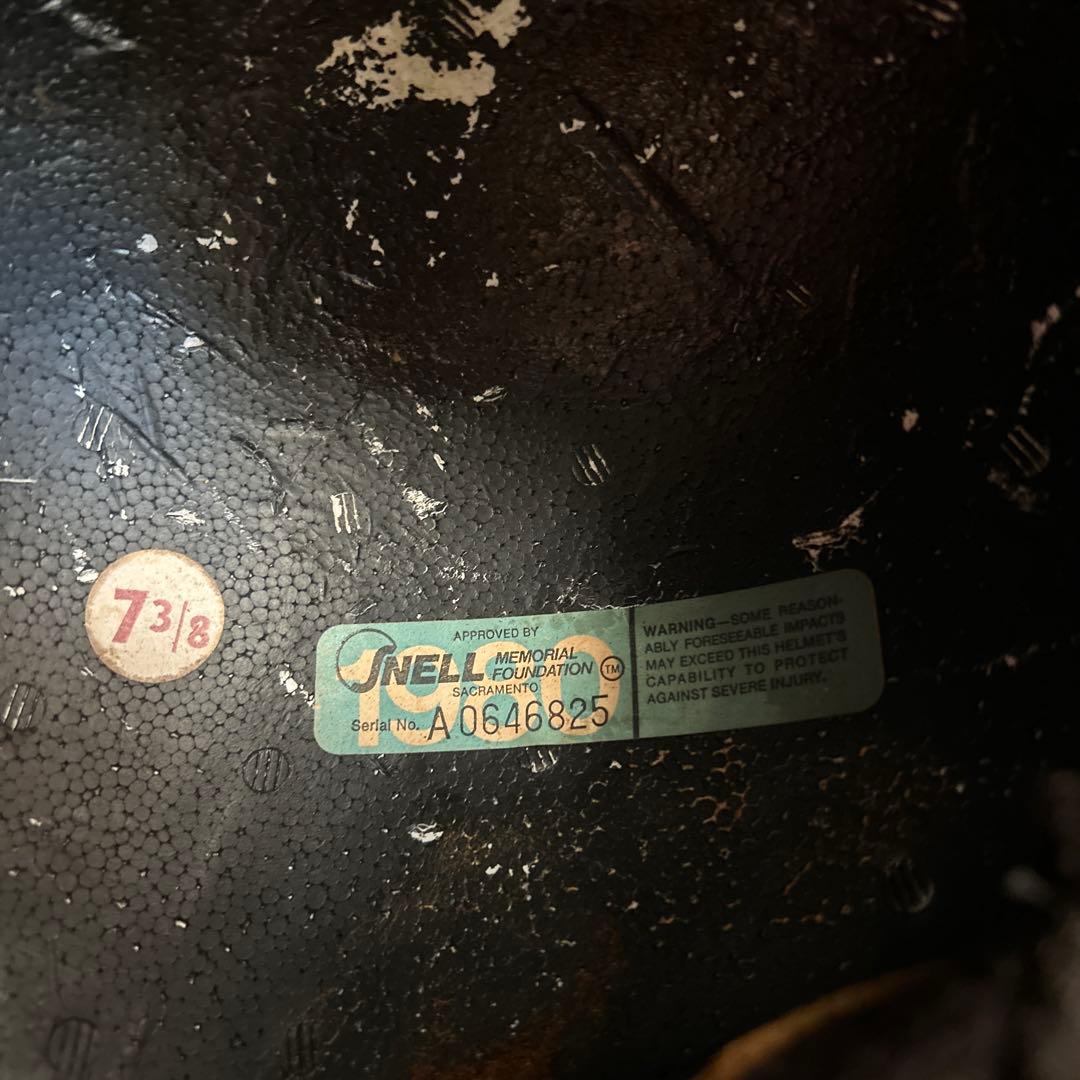 7 3/8
1980
APPROVED BY
SNELL MEMORIAL FOUNDATION TM
SACRAMENTO
Serial No. A0646825
WARNING—SOME REASON-
ABLY FORESEEABLE IMPACTS
MAY EXCEED THIS HELMET'S
CAPABILITY TO PROTECT
AGAINST SEVERE INJURY.